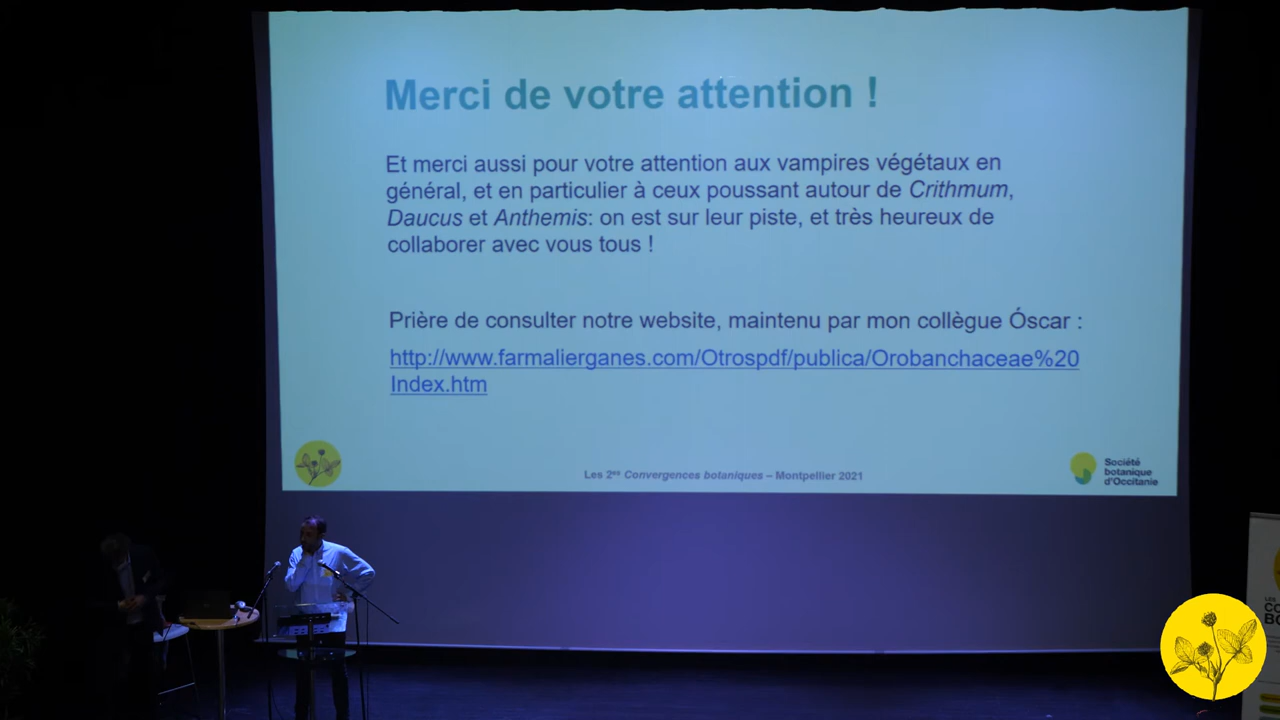 Merci de votre attention !
Et merci aussi pour votre attention aux vampires végétaux en
général, et en particulier à ceux poussant autour de Crithmum,
Daucus et Anthemis: on est sur leur piste, et très heureux de
collaborer avec vous tous !
Prière de consulter notre website, maintenu par mon collègue Óscar :
http://www.farmalierganes.com/Otrospdf/publica/Orobanchaceae%20
Index.htm
Les 2es Convergences botaniques – Montpellier 2021
Société
botanique
d'Occitanie